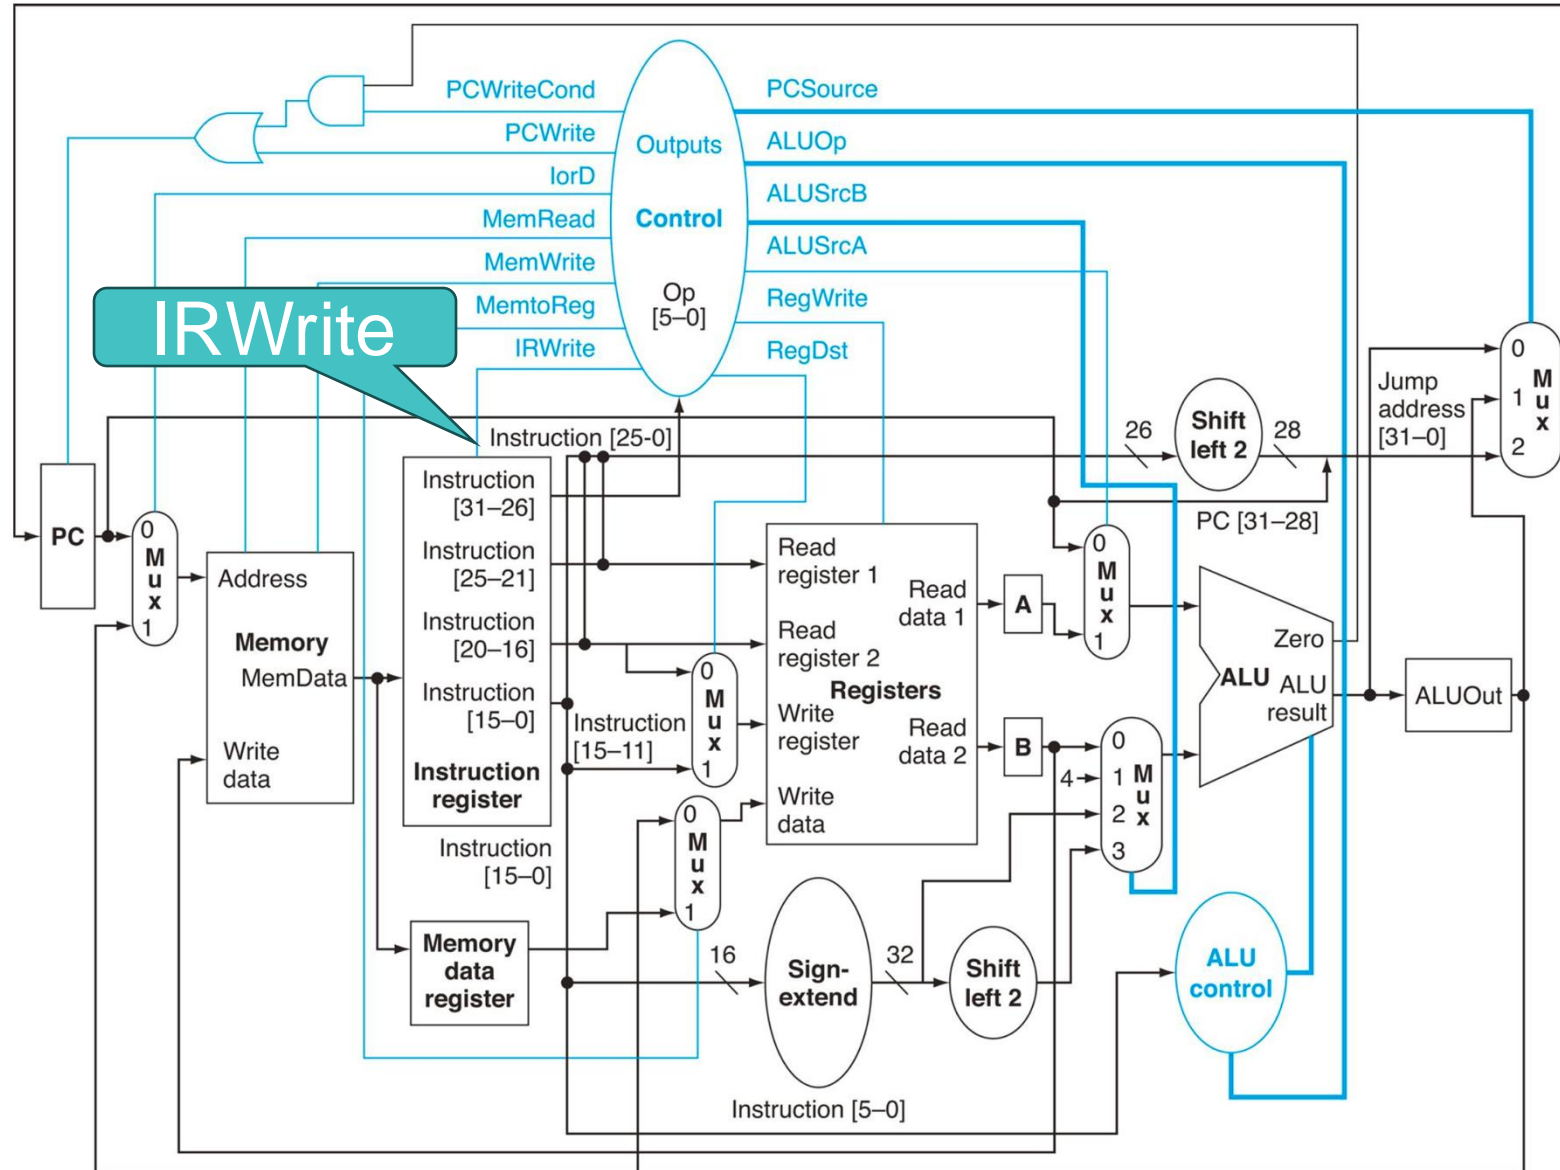 PCWriteCond
PCWrite
IorD
MemRead
MemWrite
MemtoReg
IRWrite
IRWrite
Outputs
Control
Op
[5–0]
PCSource
ALUOp
ALUSrcB
ALUSrcA
RegWrite
RegDst
Instruction [25-0]
26
Shift
left 2
28
Jump
address
[31–0]
0
1
2
M
u
x
PC [31–28]
PC
0
M
u
x
1
Address
Memory
MemData
Write
data
Instruction
[31–26]
Instruction
[25–21]
Instruction
[20–16]
Instruction
[15–0]
Instruction
register
Instruction
[15–0]
Instruction
[15–11]
0
M
u
x
1
0
M
u
x
1
Memory
data
register
Read
register 1
Read
register 2
Registers
Write
register
Write
data
Read
data 1
Read
data 2
A
B
0
M
u
x
1
4
0
1 M
u
2 x
3
Zero
ALU
ALU
result
ALUOut
16
Sign-
extend
32
Shift
left 2
ALU
control
Instruction [5–0]